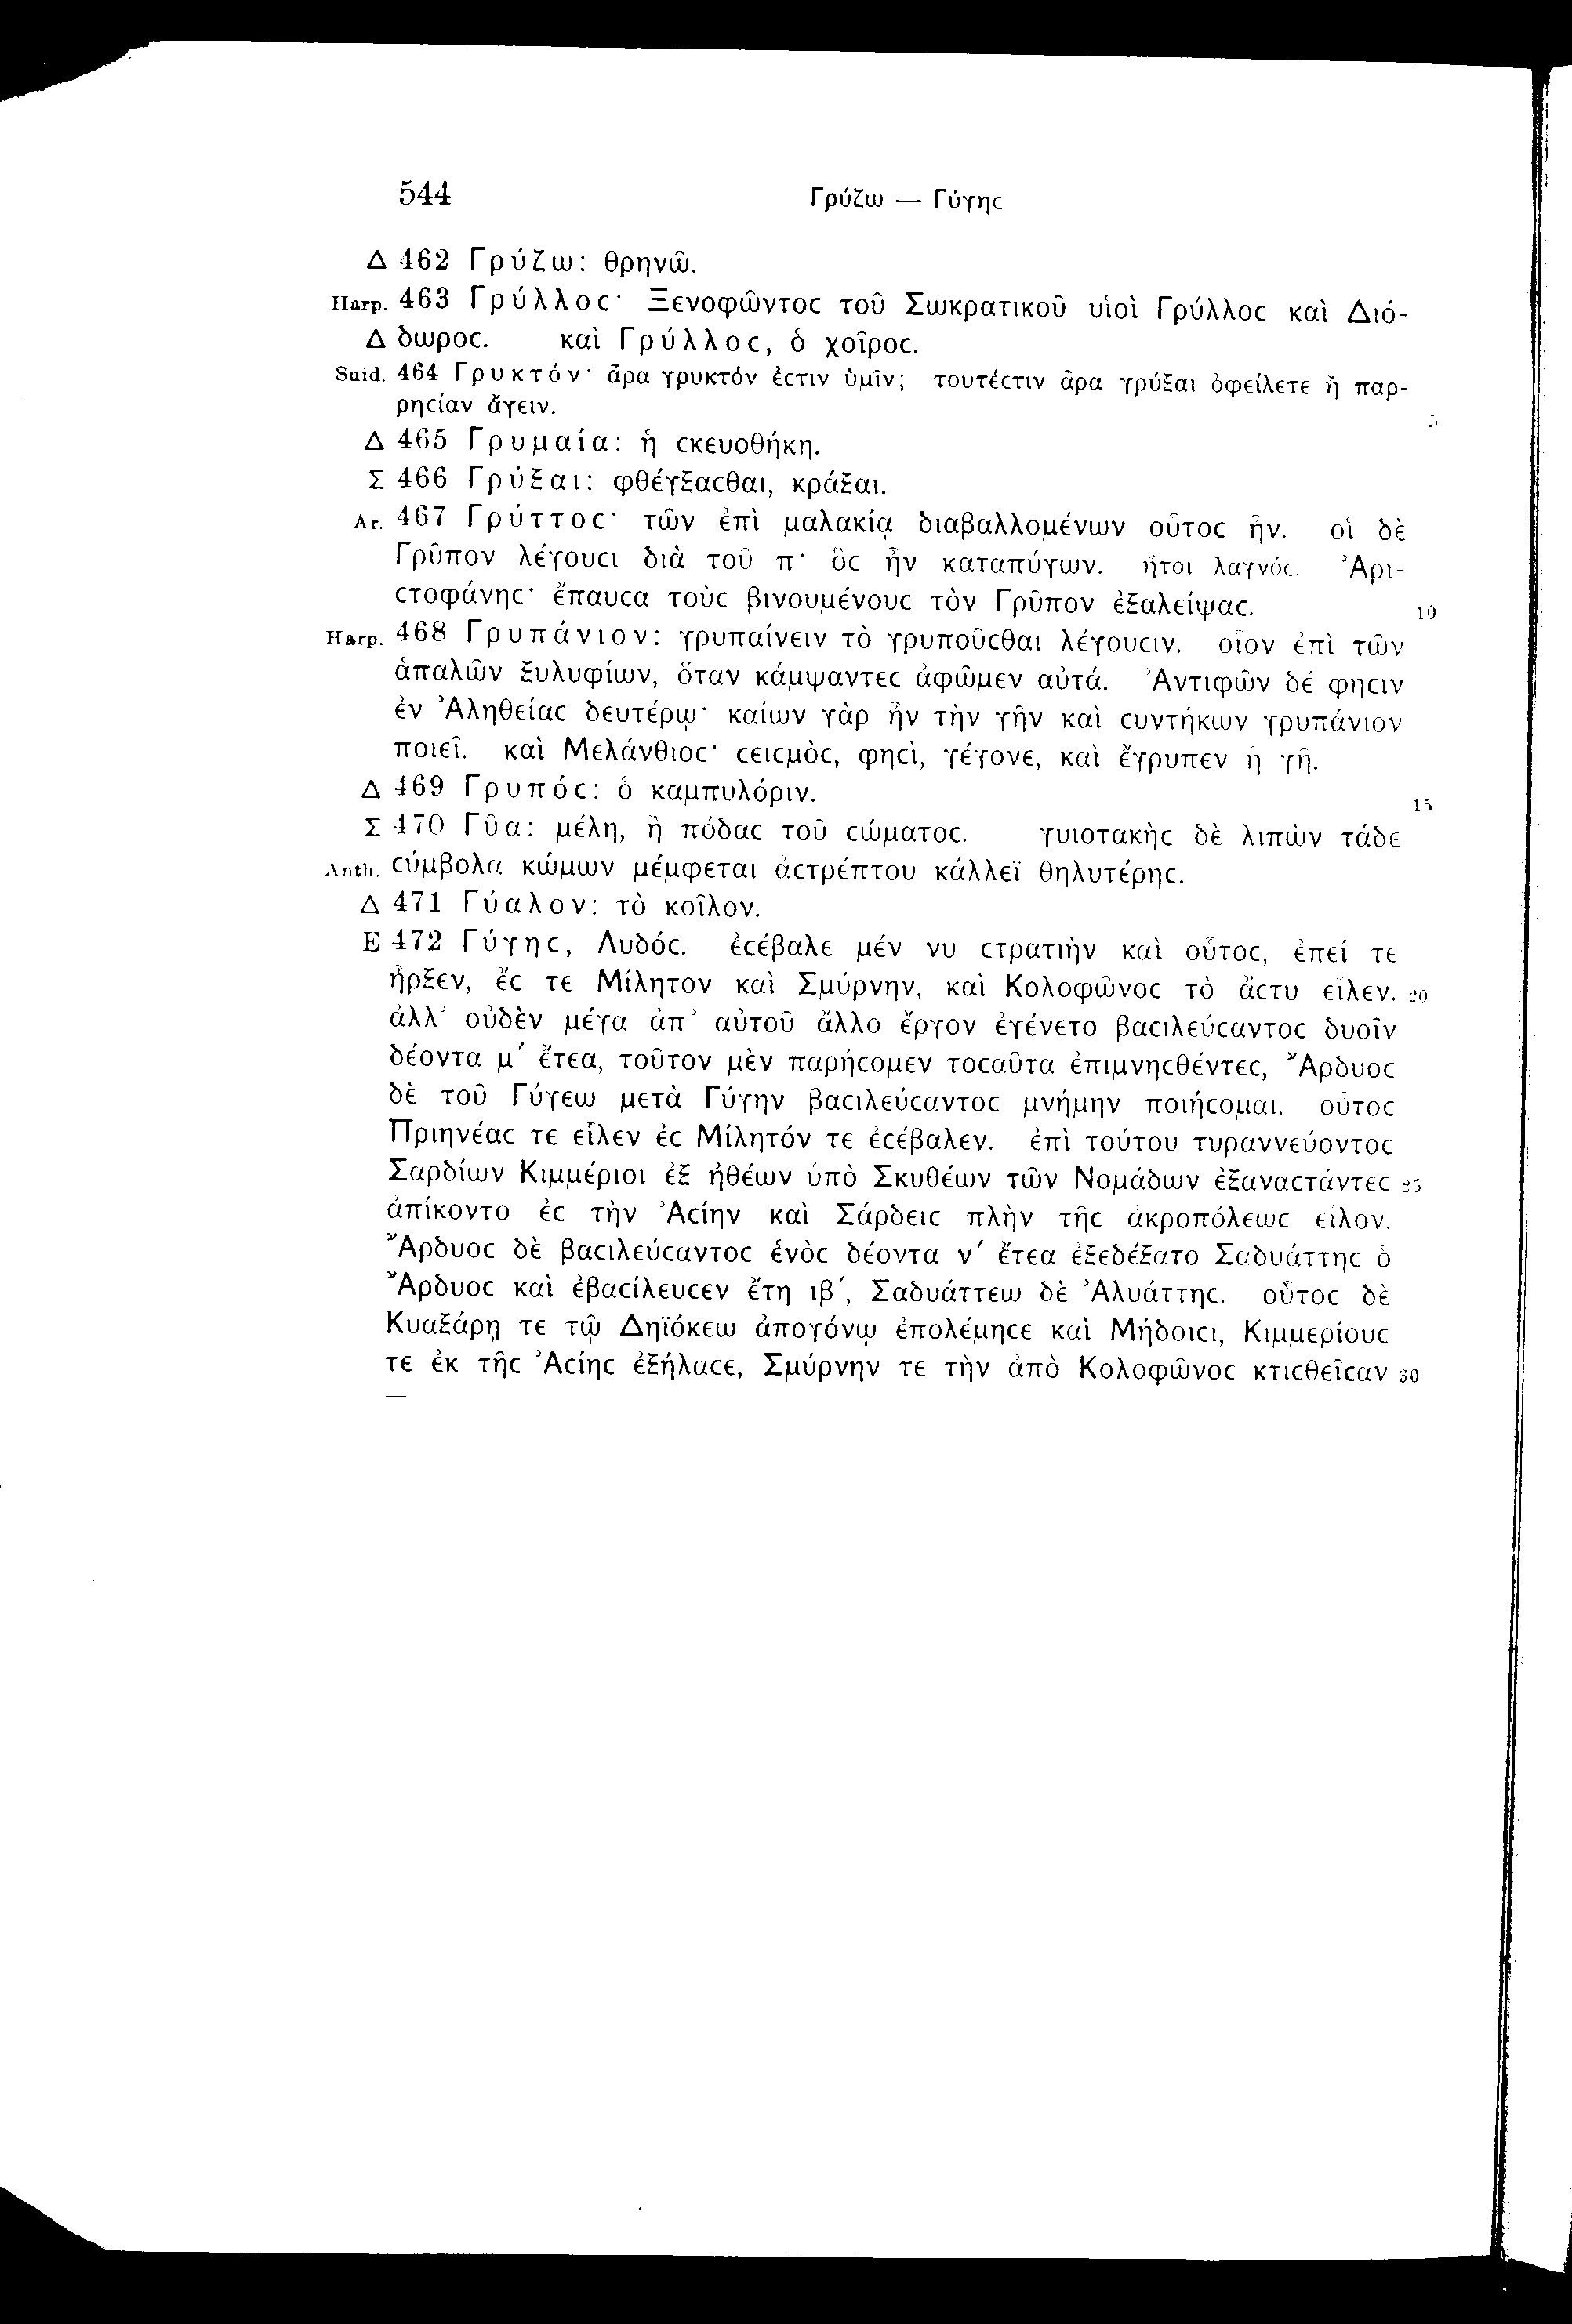 544 Γρύζω — Γύγηϲ
Δ 462 Γρύζω: θρηνῶ.
Harp. 463 Γρύλλοϲ· Ξενοφῶντοϲ τοῦ Σωκρατικοῦ υἱοὶ Γρύλλοϲ καὶ Διό-
Δ δωροϲ. καὶ Γρύλλοϲ, ὁ χοῖροϲ.
Suid. 464 Γρυκτόν· ἆρα γρυκτόν ἐϲτιν ὑμῖν; τουτέϲτιν ἆρα γρύξαι ὀφείλετε ἢ παρ-
ρηϲίαν ἄγειν. 5
Δ 465 Γρυμαία: ἡ ϲκευοθήκη.
Σ 466 Γρύξαι: φθέγξαϲθαι, κράξαι.
Ar. 467 Γρύττοϲ· τῶν ἐπὶ μαλακίᾳ διαβαλλομένων οὗτοϲ ἦν. οἱ δὲ
Γρῦπον λέγουϲι διὰ τοῦ π· ὃϲ ἦν καταπύγων. ἤτοι λαγνόϲ. Ἀρι-
ϲτοφάνηϲ· ἔπαυϲα τοὺϲ βινουμένουϲ τὸν Γρῦπον ἐξαλείψαϲ. 10
Harp. 468 Γρυπάνιον: γρυπαίνειν τὸ γρυποῦϲθαι λέγουϲιν. οἷον ἐπὶ τῶν
ἁπαλῶν ξυλυφίων, ὅταν κάμψαντεϲ ἀφῶμεν αὐτά. Ἀντιφῶν δέ φηϲιν
ἐν Ἀληθείαϲ δευτέρῳ· καίων γὰρ ἦν τὴν γῆν καὶ ϲυντήκων γρυπάνιον
ποιεῖ. καὶ Μελάνθιοϲ· ϲειϲμὸϲ, φηϲὶ, γέγονε, καὶ ἔγρυπεν ἡ γῆ.
Δ 469 Γρυπόϲ: ὁ καμπυλόριν. 15
Σ 470 Γῦα: μέλη, ἢ πόδαϲ τοῦ ϲώματοϲ. γυιοτακὴϲ δὲ λιπὼν τάδε
Anth. ϲύμβολα κώμων μέμφεται ἀϲτρέπτου κάλλεϊ θηλυτέρηϲ.
Δ 471 Γύαλον: τὸ κοῖλον.
E 472 Γύγηϲ, Λυδόϲ. ἐϲέβαλε μέν νυ ϲτρατιὴν καὶ οὗτοϲ, ἐπεί τε
ἦρξεν, ἔϲ τε Μίλητον καὶ Σμύρνην, καὶ Κολοφῶνοϲ τὸ ἄϲτυ εἷλεν. 20
ἀλλ’ οὐδὲν μέγα ἀπ’ αὐτοῦ ἄλλο ἔργον ἐγένετο βαϲιλεύϲαντοϲ δυοῖν
δέοντα μ΄ ἔτεα, τοῦτον μὲν παρήϲομεν τοϲαῦτα ἐπιμνηϲθέντεϲ, Ἄρδυοϲ
δὲ τοῦ Γύγεω μετὰ Γύγην βαϲιλεύϲαντοϲ μνήμην ποιήϲομαι. οὗτοϲ
Πριηνέαϲ τε εἷλεν ἐϲ Μίλητόν τε ἐϲέβαλεν. ἐπὶ τούτου τυραννεύοντοϲ
Σαρδίων Κιμμέριοι ἐξ ἠθέων ὑπὸ Σκυθέων τῶν Νομάδων ἐξαναϲτάντεϲ 25
ἀπίκοντο ἐϲ τὴν Ἀϲίην καὶ Σάρδειϲ πλὴν τῆϲ ἀκροπόλεωϲ εἷλον.
Ἄρδυοϲ δὲ βαϲιλεύϲαντοϲ ἑνὸϲ δέοντα ν΄ ἔτεα ἐξεδέξατο Σαδυάττηϲ ὁ
Ἄρδυοϲ καὶ ἐβαϲίλευϲεν ἔτη ιβ΄, Σαδυάττεω δὲ Ἀλυάττηϲ. οὗτοϲ δὲ
Κυαξάρῃ τε τῷ Δηϊόκεω ἀπογόνῳ ἐπολέμηϲε καὶ Μήδοιϲι, Κιμμερίουϲ
τε ἐκ τῆϲ Ἀϲίηϲ ἐξήλαϲε, Σμύρνην τε τὴν ἀπὸ Κολοφῶνοϲ κτιϲθεῖϲαν 30